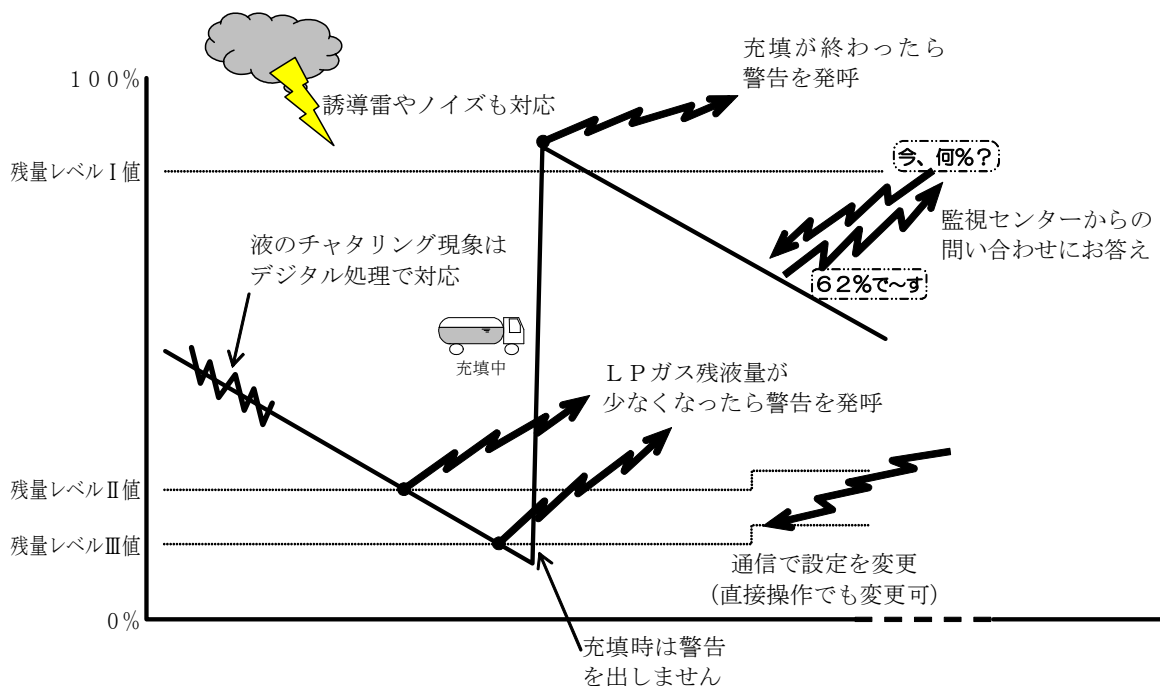 充填が終わったら
警告を発呼
100%
誘導雷やノイズも対応
残量レベルⅠ値
今、何%?
監視センターからの
問い合わせにお答え
液のチャタリング現象は
デジタル処理で対応
62%で~す
充填中
LPガス残液量が
少なくなったら警告を発呼
残量レベルⅡ値
残量レベルⅢ値
通信で設定を変更
(直接操作でも変更可)
0%
充填時は警告
を出しません